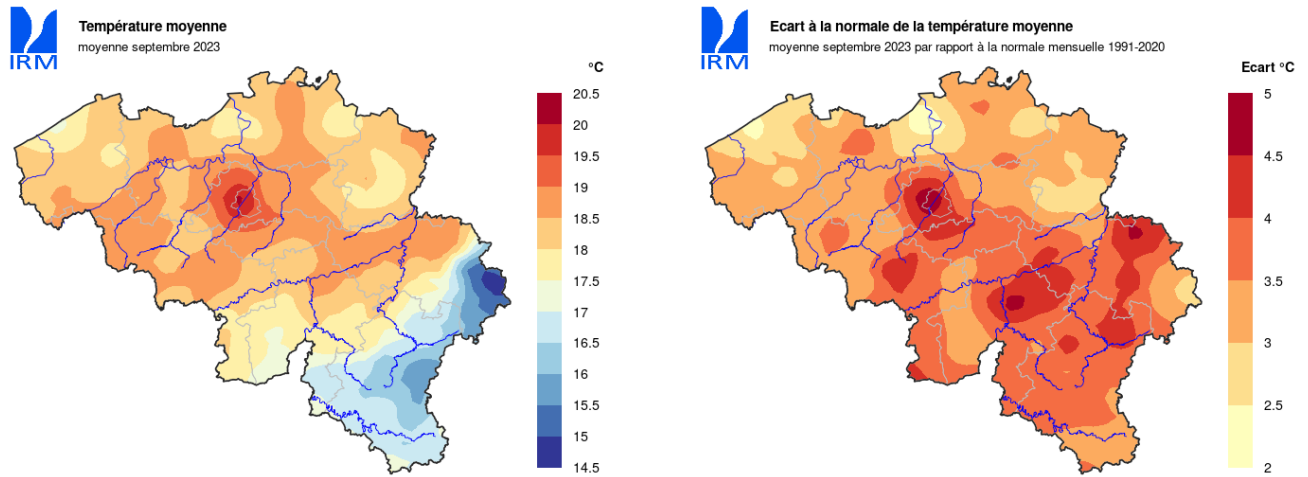 IRM
Température moyenne
moyenne septembre 2023
°C
20.5
20
19.5
19
18.5
18
17.5
17
16.5
16
15.5
15
14.5
IRM
Ecart à la normale de la température moyenne
moyenne septembre 2023 par rapport à la normale mensuelle 1991-2020
Ecart °C
5
4.5
4
3.5
3
2.5
2